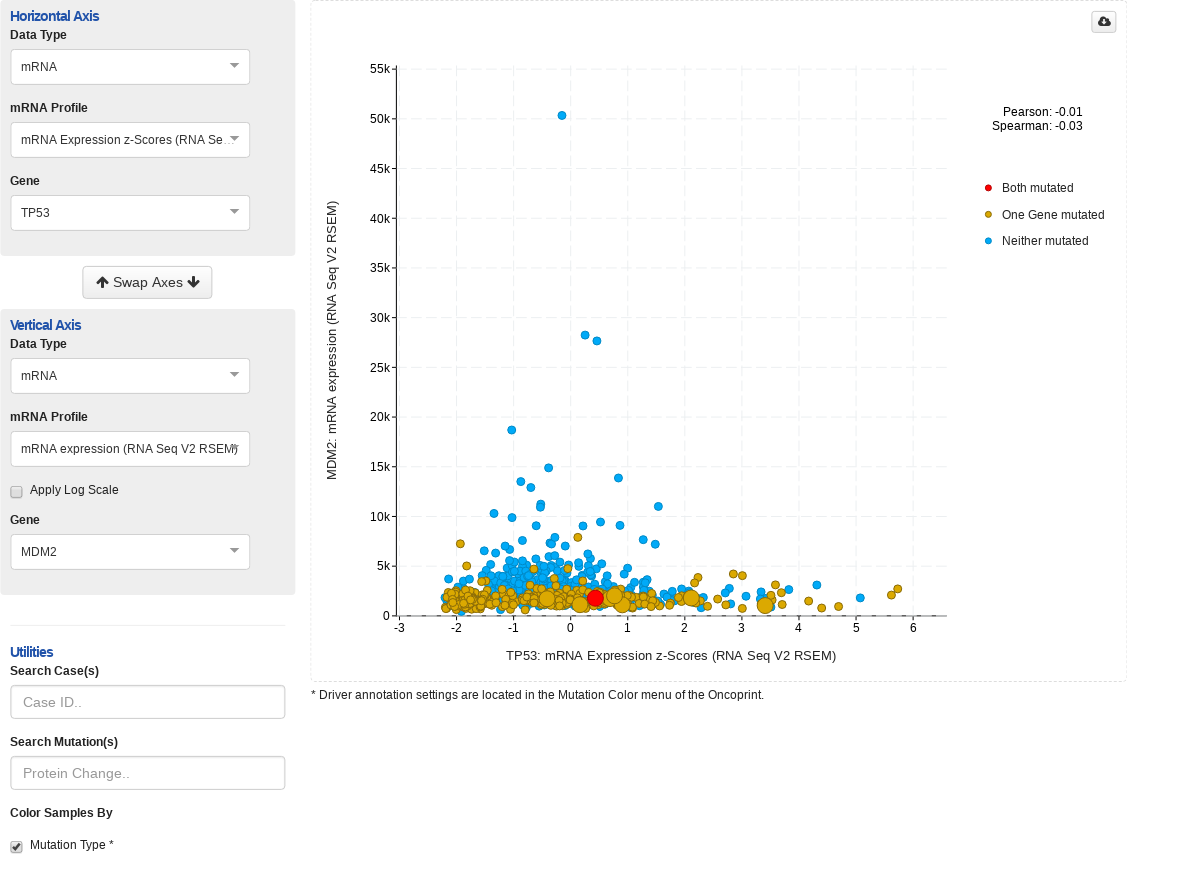 Horizontal Axis
Data Type
mRNA
mRNA Profile
mRNA Expression z-Scores (RNA Se...
Gene
TP53
Swap Axes
Vertical Axis
Data Type
mRNA
mRNA Profile
mRNA expression (RNA Seq V2 RSEM)
Apply Log Scale
Gene
MDM2
Utilities
Search Case(s)
Case ID..
Search Mutation(s)
Protein Change..
Color Samples By
Mutation Type *
MDM2: mRNA expression (RNA Seq V2 RSEM)
55k
50k
45k
40k
35k
30k
25k
20k
15k
10k
5k
0
-3 -2 -1 0 1 2 3 4 5 6
TP53: mRNA Expression z-Scores (RNA Seq V2 RSEM)
Pearson: -0.01
Spearman: -0.03
Both mutated
One Gene mutated
Neither mutated
* Driver annotation settings are located in the Mutation Color menu of the Oncoprint.